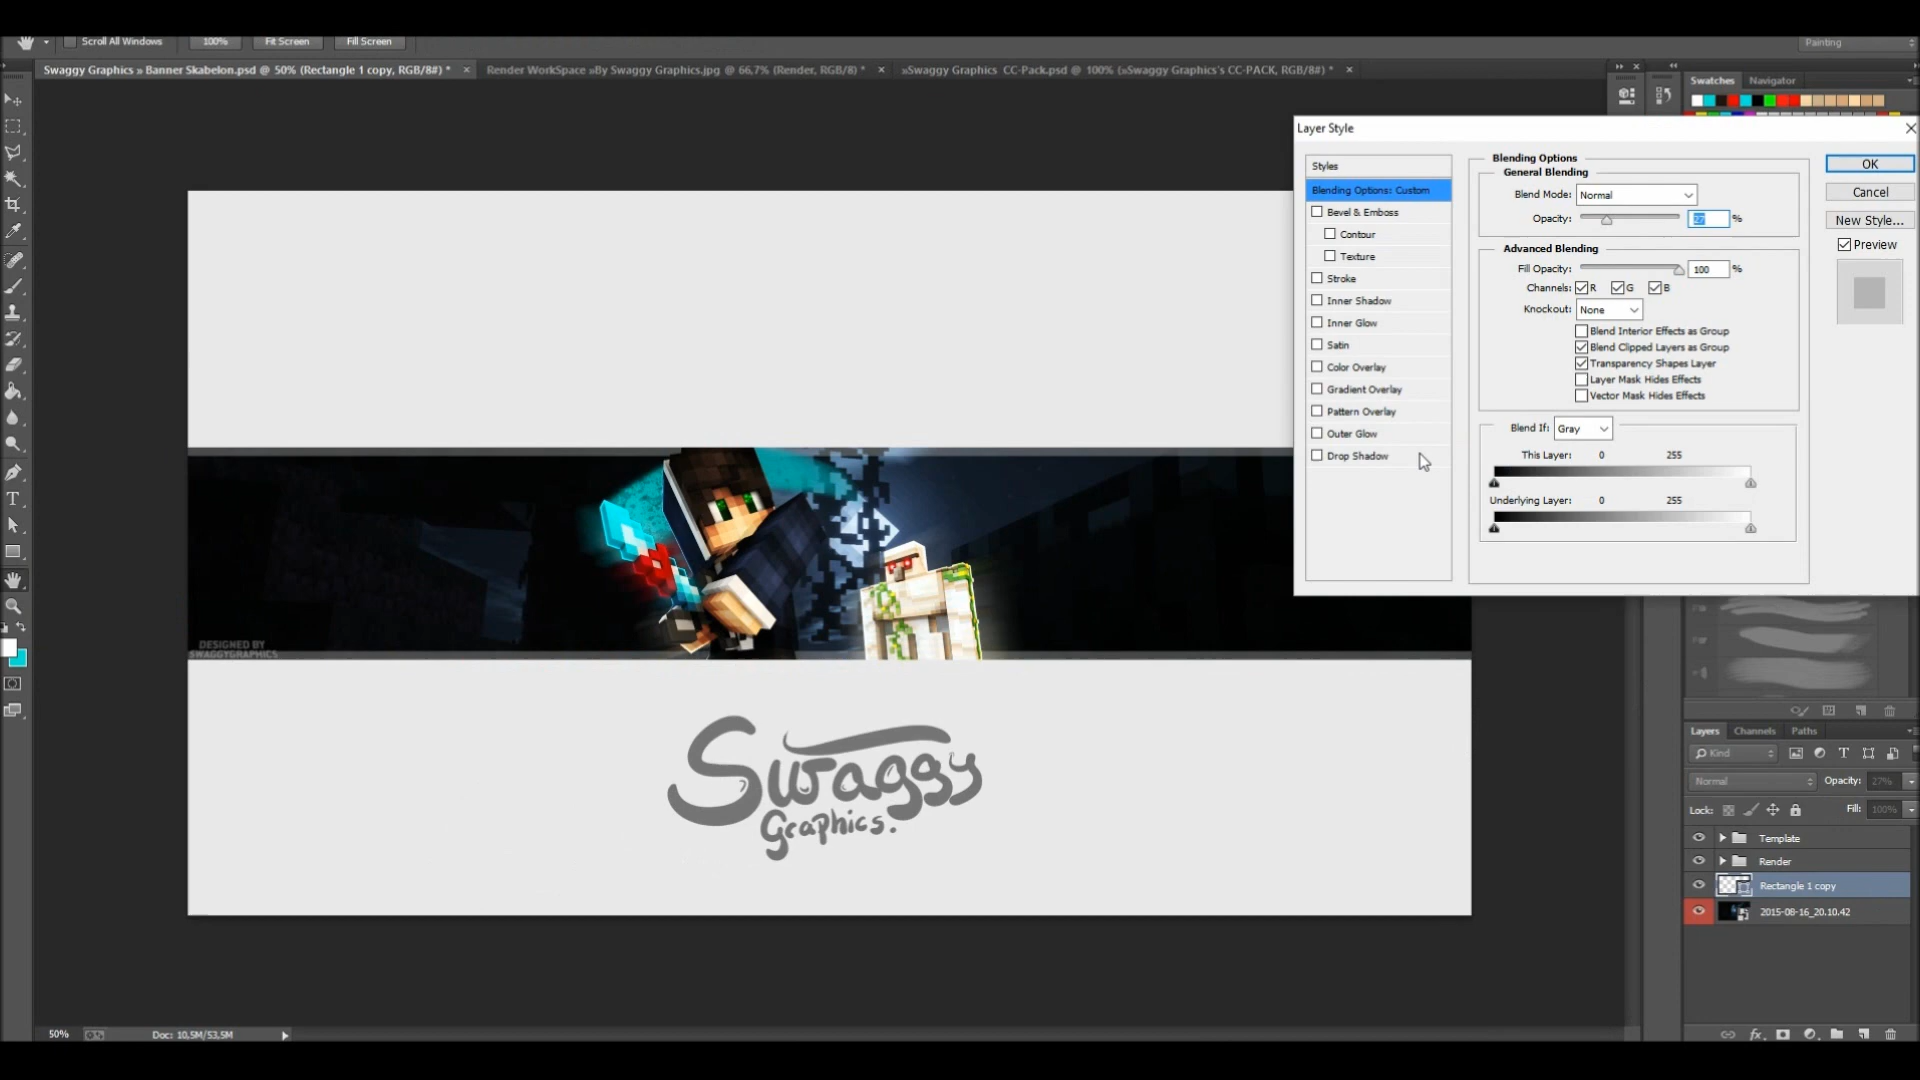 Scroll All Windows 100% Fit Screen Fill Screen Painting
Swaggy Graphics » Banner Skabelon.psd @ 50% (Rectangle 1 copy, RGB/8#) * × Render WorkSpace »By Swaggy Graphics.jpg @ 66,7% (Render, RGB/8) * × »Swaggy Graphics CC-Pack.psd @ 100% (»Swaggy Graphics's CC-PACK, RGB/8#) * ×
Swatches Navigator
Layer Style
Styles
Blending Options: Custom
Bevel & Emboss
Contour
Texture
Stroke
Inner Shadow
Inner Glow
Satin
Color Overlay
Gradient Overlay
Pattern Overlay
Outer Glow
Drop Shadow
Blending Options
General Blending
Blend Mode: Normal
Opacity: 27 %
Advanced Blending
Fill Opacity: 100 %
Channels: R G B
Knockout: None
Blend Interior Effects as Group
Blend Clipped Layers as Group
Transparency Shapes Layer
Layer Mask Hides Effects
Vector Mask Hides Effects
Blend If: Gray
This Layer: 0 255
Underlying Layer: 0 255
OK
Cancel
New Style...
Preview
DESIGNED BY
SWAGGYGRAPHICS
Swaggy
Graphics.
Layers Channels Paths
Kind
Normal Opacity: 27%
Lock: Fill: 100%
Template
Render
Rectangle 1 copy
2015-08-16_20.10.42
50% Doc: 10,5M/53,5M